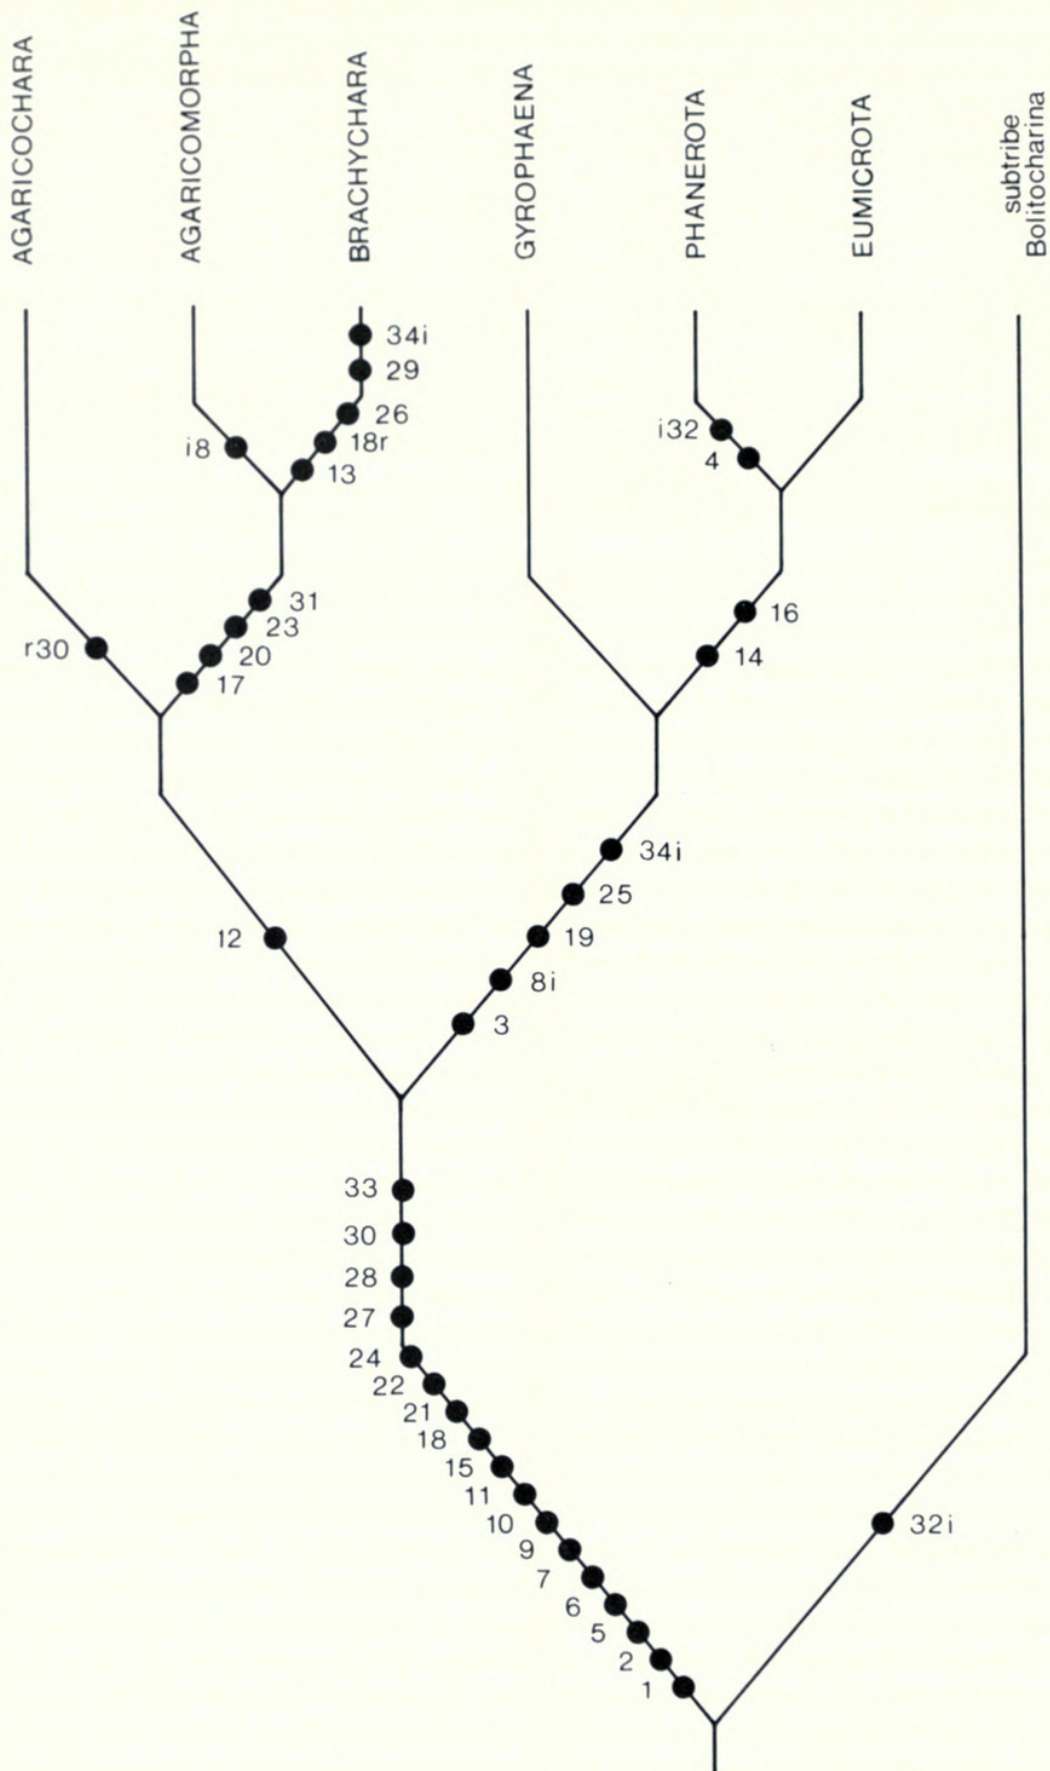 AGARICOCHARA
AGARICOMORPHA
BRACHYCHARA
GYROPHAENA
PHANEROTA
EUMICROTA
subtribe
Bolitocharina
34i
29
26
18r
13
i8
i32
4
31
23
20
17
r30
16
14
34i
25
19
8i
3
12
33
30
28
27
24
22
21
18
15
11
10
9
7
6
5
2
1
32i